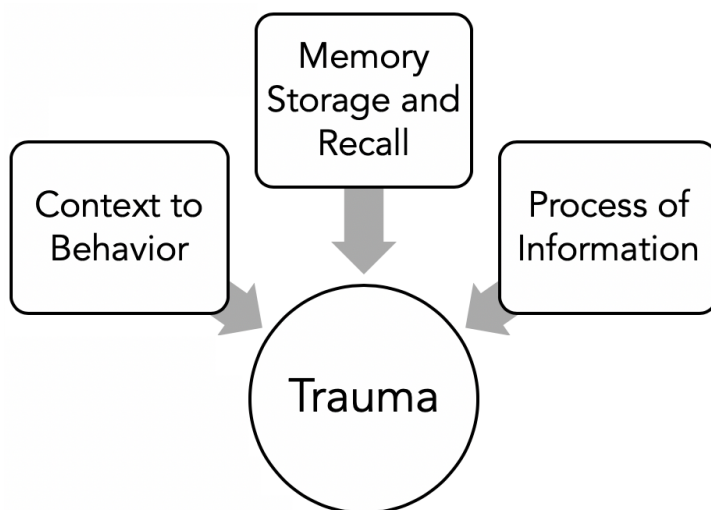 Memory
Storage and
Recall
Context to
Behavior
Process of
Information
Trauma